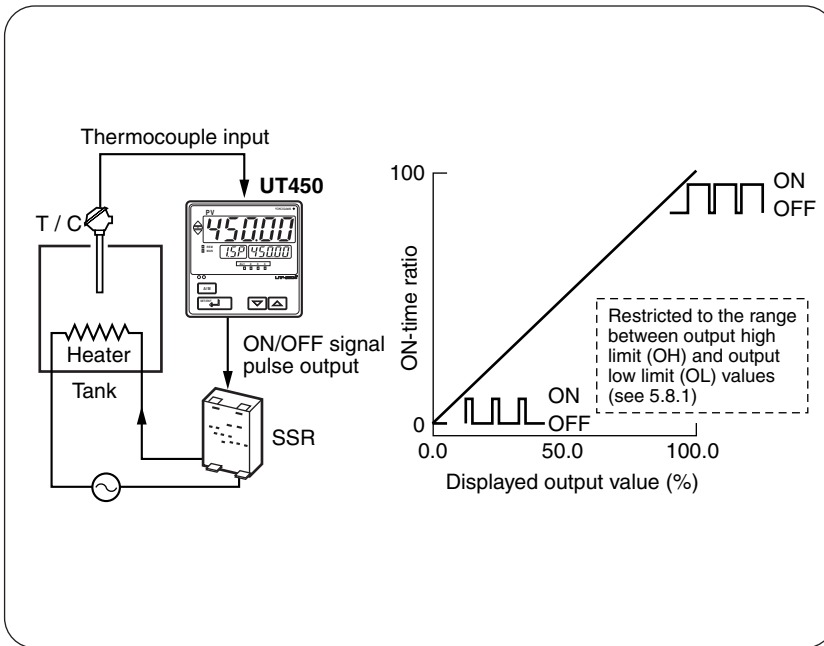 Thermocouple input
UT450
T / C
PV
450.00
1.SP 450.00
Heater
Tank
ON/OFF signal
pulse output
SSR
100
ON
OFF
ON-time ratio
Restricted to the range
between output high
limit (OH) and output
low limit (OL) values
(see 5.8.1)
ON
OFF
0
0.0
50.0
100.0
Displayed output value (%)